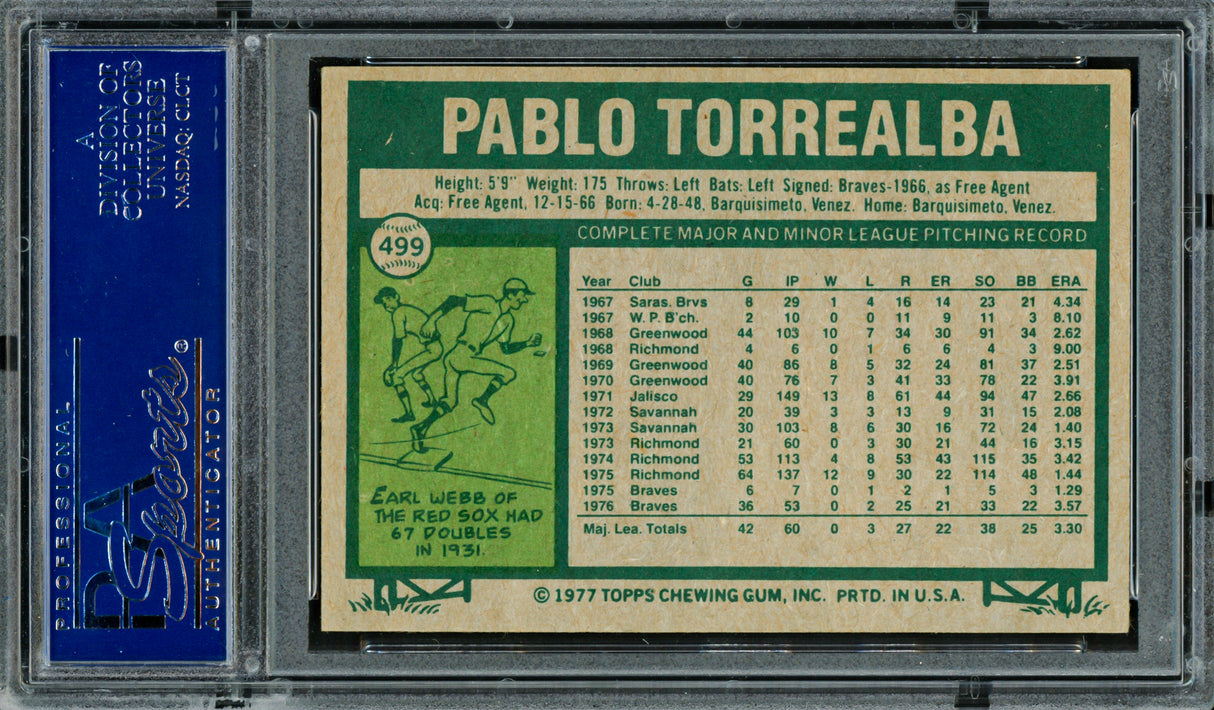 A
DIVISION OF
COLLECTORS
UNIVERSE
NASDAQ: CLCT
PROFESSIONAL
PSA
Sports®
AUTHENTICATOR
PABLO TORREALBA
Height: 5'9" Weight: 175 Throws: Left Bats: Left Signed: Braves-1966, as Free Agent
Acq: Free Agent, 12-15-66 Born: 4-28-48, Barquisimeto, Venez. Home: Barquisimeto, Venez.
499
COMPLETE MAJOR AND MINOR LEAGUE PITCHING RECORD
Year Club G IP W L R ER SO BB ERA
1967 Saras. Brvs 8 29 1 4 16 14 23 21 4.34
1967 W. P. B'ch. 2 10 0 0 11 9 11 3 8.10
1968 Greenwood 44 103 10 7 34 30 91 34 2.62
1968 Richmond 4 6 0 1 6 6 4 3 9.00
1969 Greenwood 40 86 8 5 32 24 81 37 2.51
1970 Greenwood 40 76 7 3 41 33 78 22 3.91
1971 Jalisco 29 149 13 8 61 44 94 47 2.66
1972 Savannah 20 39 3 3 13 9 31 15 2.08
1973 Savannah 30 103 8 6 30 16 72 24 1.40
1973 Richmond 21 60 0 3 30 21 44 16 3.15
1974 Richmond 53 113 4 8 53 43 115 35 3.42
1975 Richmond 64 137 12 9 30 22 114 48 1.44
1975 Braves 6 7 0 1 2 1 5 3 1.29
1976 Braves 36 53 0 2 25 21 33 22 3.57
Maj. Lea. Totals 42 60 0 3 27 22 38 25 3.30
EARL WEBB OF
THE RED SOX HAD
67 DOUBLES
IN 1931.
© 1977 TOPPS CHEWING GUM, INC. PRTD. IN U.S.A.